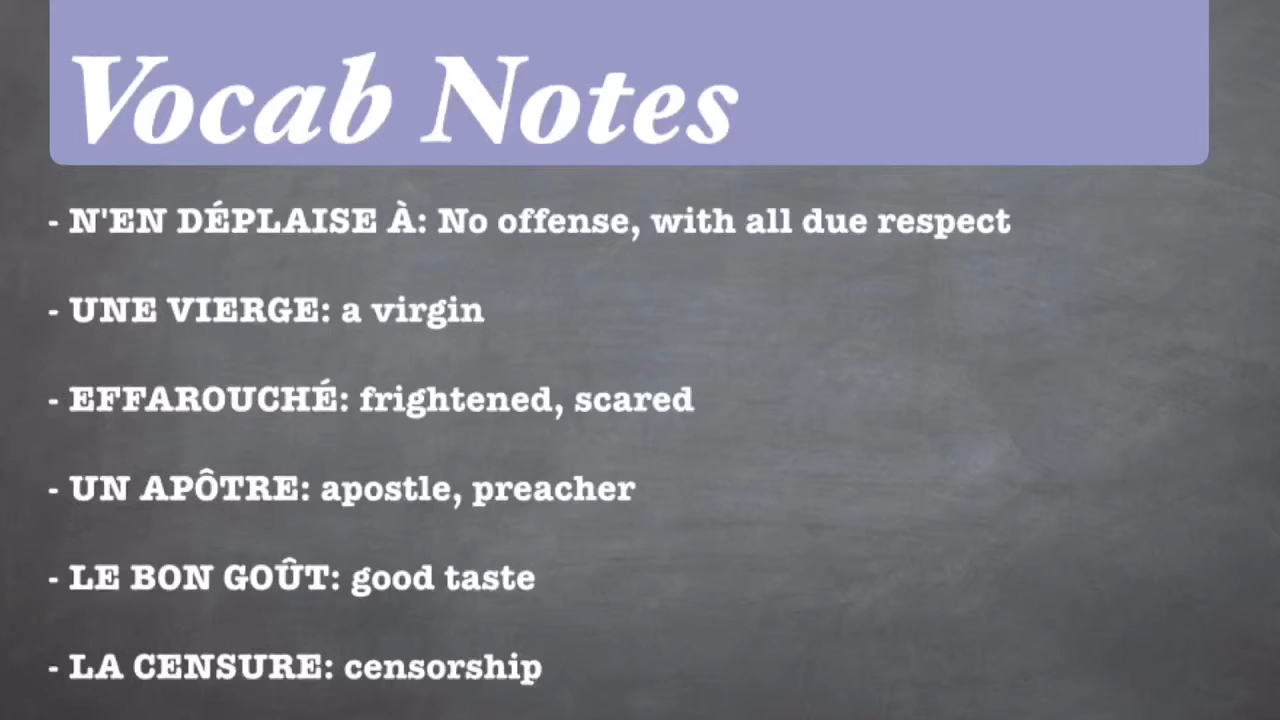 Vocab Notes
- N'EN DÉPLAISE À: No offense, with all due respect
- UNE VIERGE: a virgin
- EFFAROUCHÉ: frightened, scared
- UN APÔTRE: apostle, preacher
- LE BON GOÛT: good taste
- LA CENSURE: censorship